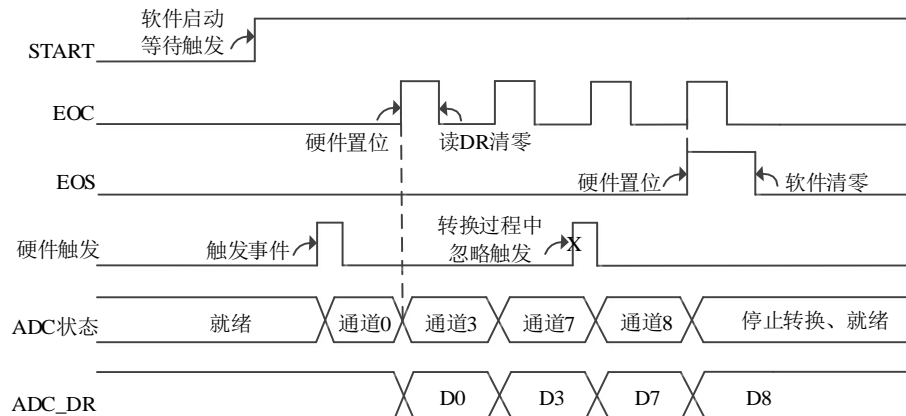 软件启动
等待触发
START
EOC
硬件置位
读DR清零
EOS
硬件置位
软件清零
硬件触发
触发事件
转换过程中
忽略触发
X
ADC状态
就绪
通道0
通道3
通道7
通道8
停止转换、就绪
ADC_DR
D0
D3
D7
D8